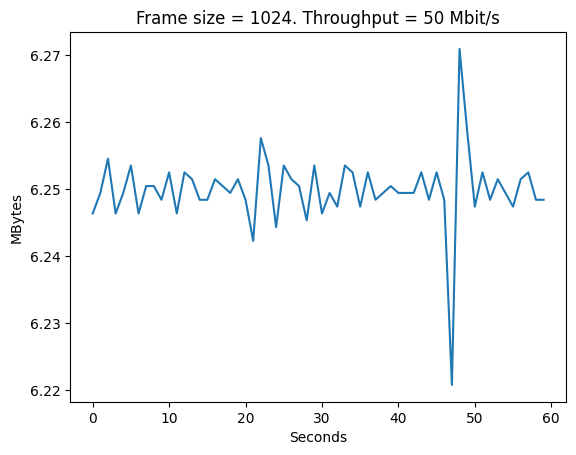 Frame size = 1024. Throughput = 50 Mbit/s
6.27
6.26
6.25
6.24
6.23
6.22
MBytes
0 10 20 30 40 50 60
Seconds